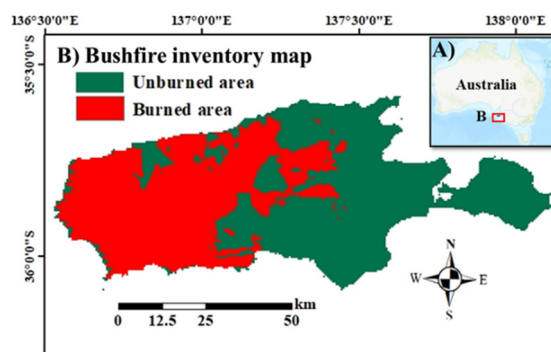 136°30'0"E 137°0'0"E 137°30'0"E 138°0'0"E
35°30'0"S
36°0'0"S
B) Bushfire inventory map
Unburned area
Burned area
A)
Australia
B
N
W E
S
km
0 12.5 25 50